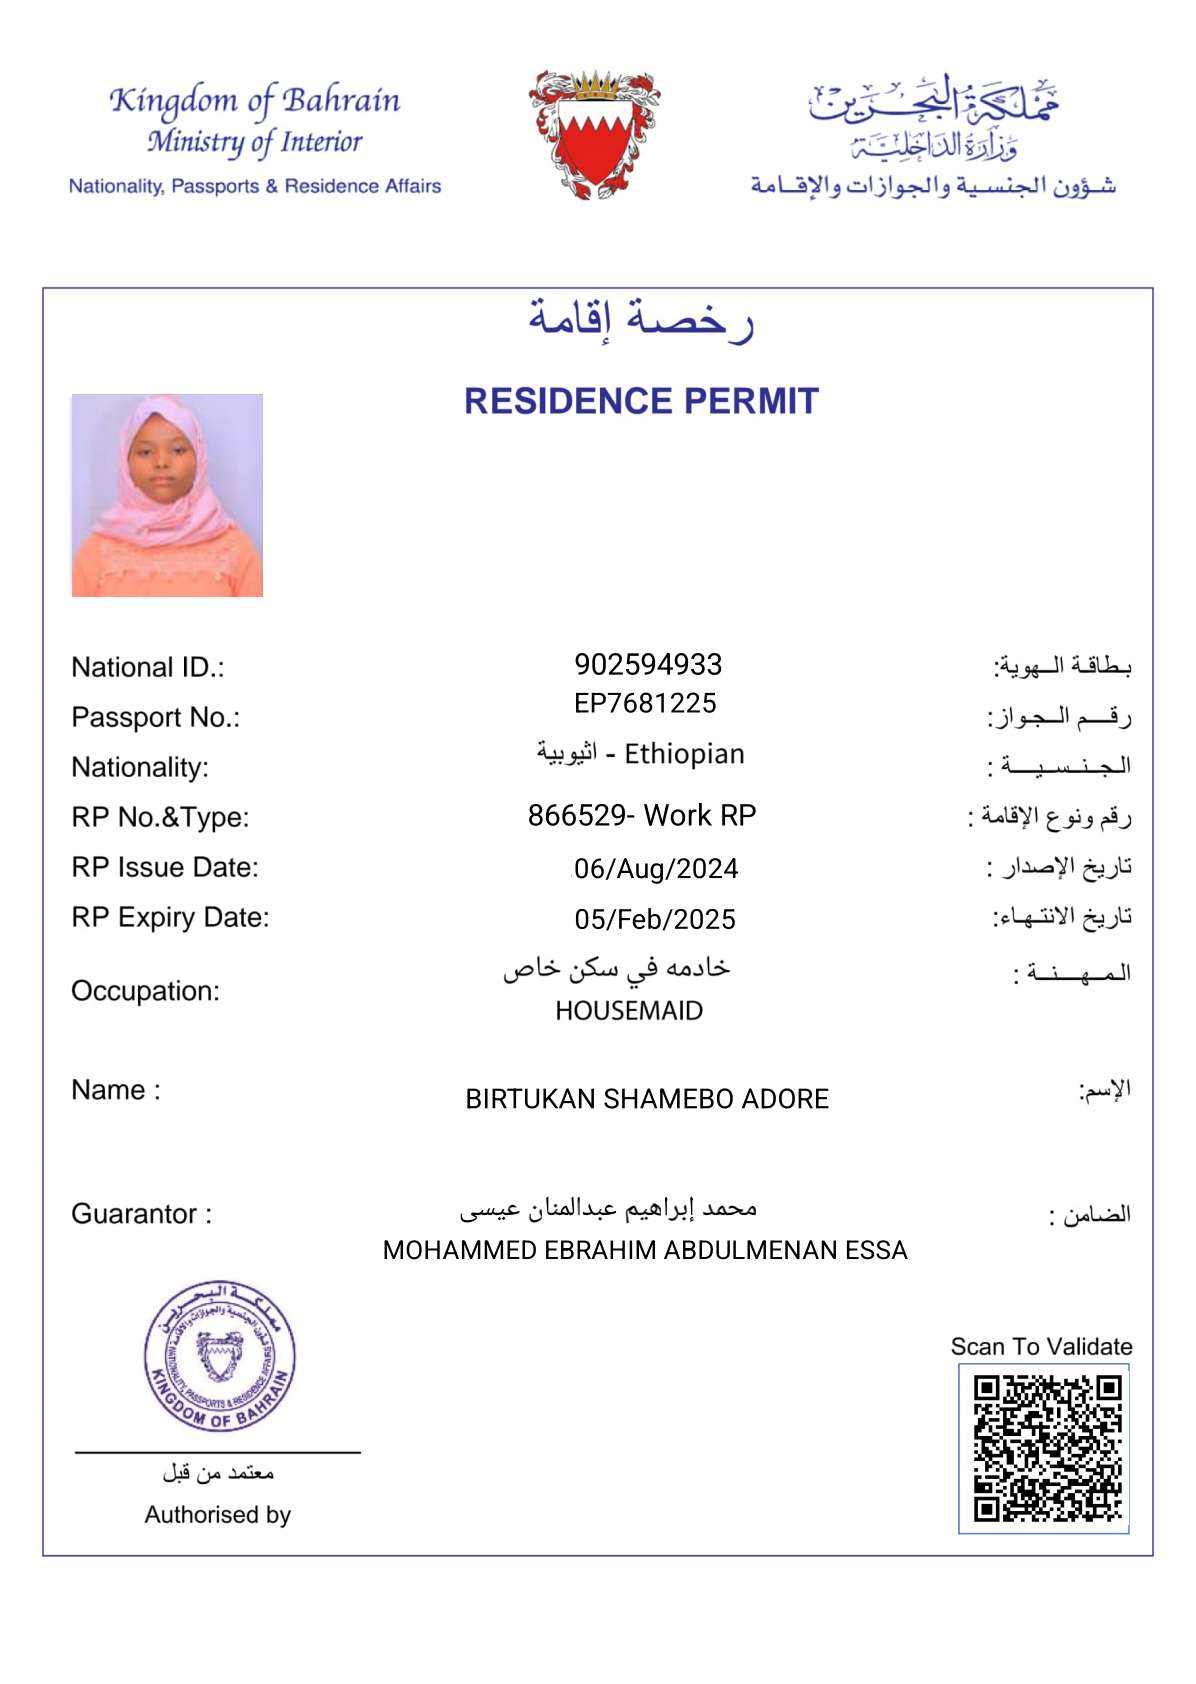 Kingdom of Bahrain
Ministry of Interior
Nationality, Passports & Residence Affairs
مملكة البحرين
وزارة الداخلية
شؤون الجنسية والجوازات والإقامة
رخصة إقامة
RESIDENCE PERMIT
National ID.: 902594933 بطاقة الهوية:
Passport No.: EP7681225 رقم الجواز:
Nationality: اثيوبية - Ethiopian الجنسية :
RP No.&Type: 866529- Work RP رقم ونوع الإقامة :
RP Issue Date: 06/Aug/2024 تاريخ الإصدار :
RP Expiry Date: 05/Feb/2025 تاريخ الانتهاء:
Occupation: خادمه في سكن خاص المهنة :
HOUSEMAID
Name : BIRTUKAN SHAMEBO ADORE الإسم:
Guarantor : محمد إبراهيم عبدالمنان عيسى الضامن :
MOHAMMED EBRAHIM ABDULMENAN ESSA
مملكة البحرين
شؤون الجنسية والجوازات والإقامة
NATIONALITY, PASSPORTS & RESIDENCE AFFAIRS
KINGDOM OF BAHRAIN
معتمد من قبل
Authorised by
Scan To Validate